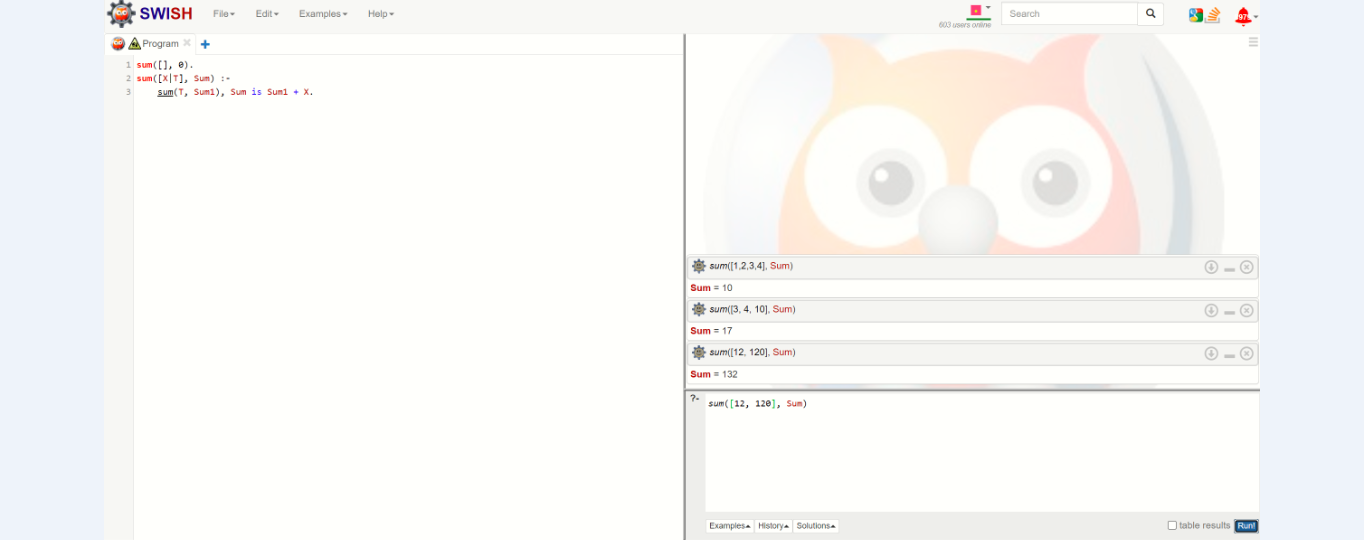 SWISH File Edit Examples Help 603 users online Search
Program
1 sum([], 0).
2 sum([X|T], Sum) :-
3 sum(T, Sum1), Sum is Sum1 + X.
sum([1,2,3,4], Sum)
Sum = 10
sum([3, 4, 10], Sum)
Sum = 17
sum([12, 120], Sum)
Sum = 132
?- sum([12, 120], Sum)
Examples History Solutions table results Run!